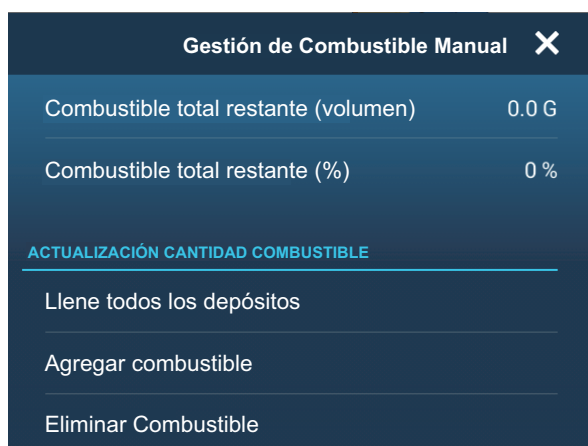 Gestión de Combustible Manual
Combustible total restante (volumen) 0.0 G
Combustible total restante (%) 0 %
ACTUALIZACIÓN CANTIDAD COMBUSTIBLE
Llene todos los depósitos
Agregar combustible
Eliminar Combustible